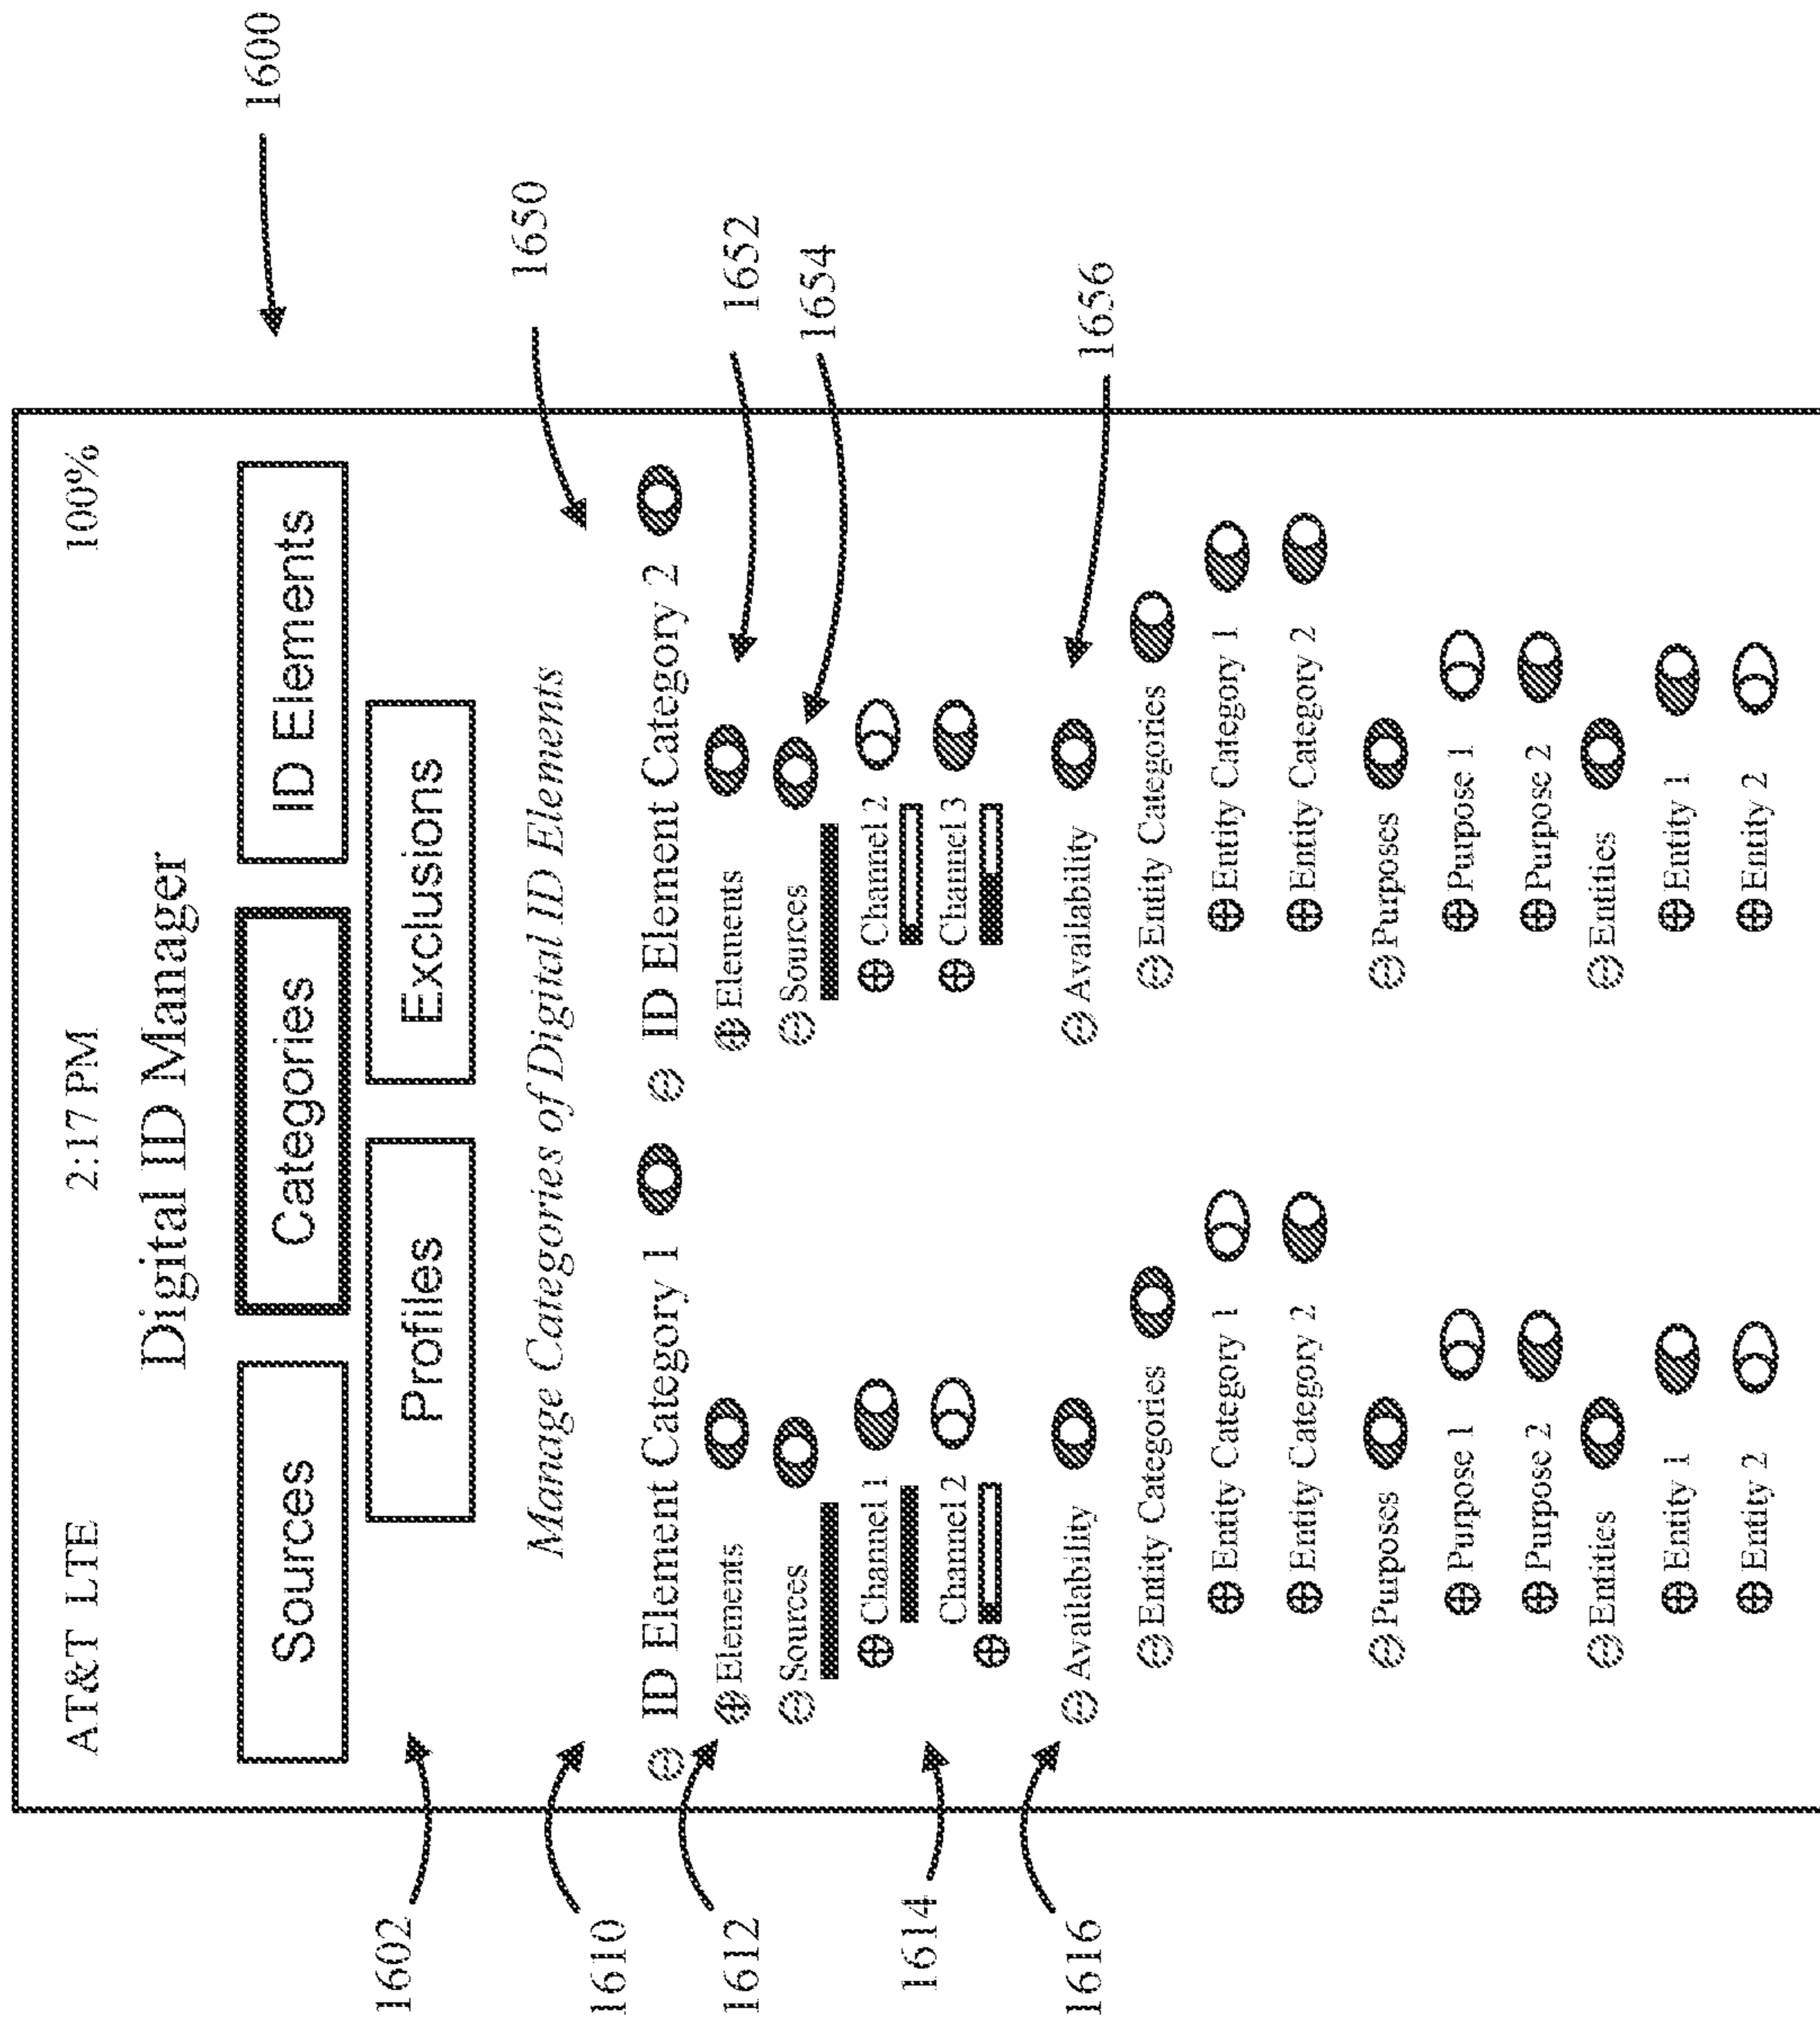 AT&T LTE 2:17 PM 100%
Digital ID Manager
Sources Categories ID Elements
Profiles Exclusions
Manage Categories of Digital ID Elements
ID Element Category 1
Elements
Sources
Channel 1
Channel 2
Availability
Entity Categories
Entity Category 1
Entity Category 2
Purposes
Purpose 1
Purpose 2
Entities
Entity 1
Entity 2
ID Element Category 2
Elements
Sources
Channel 2
Channel 3
Availability
Entity Categories
Entity Category 1
Entity Category 2
Purposes
Purpose 1
Purpose 2
Entities
Entity 1
Entity 2
1602
1610
1612
1614
1616
1600
1650
1652
1654
1656